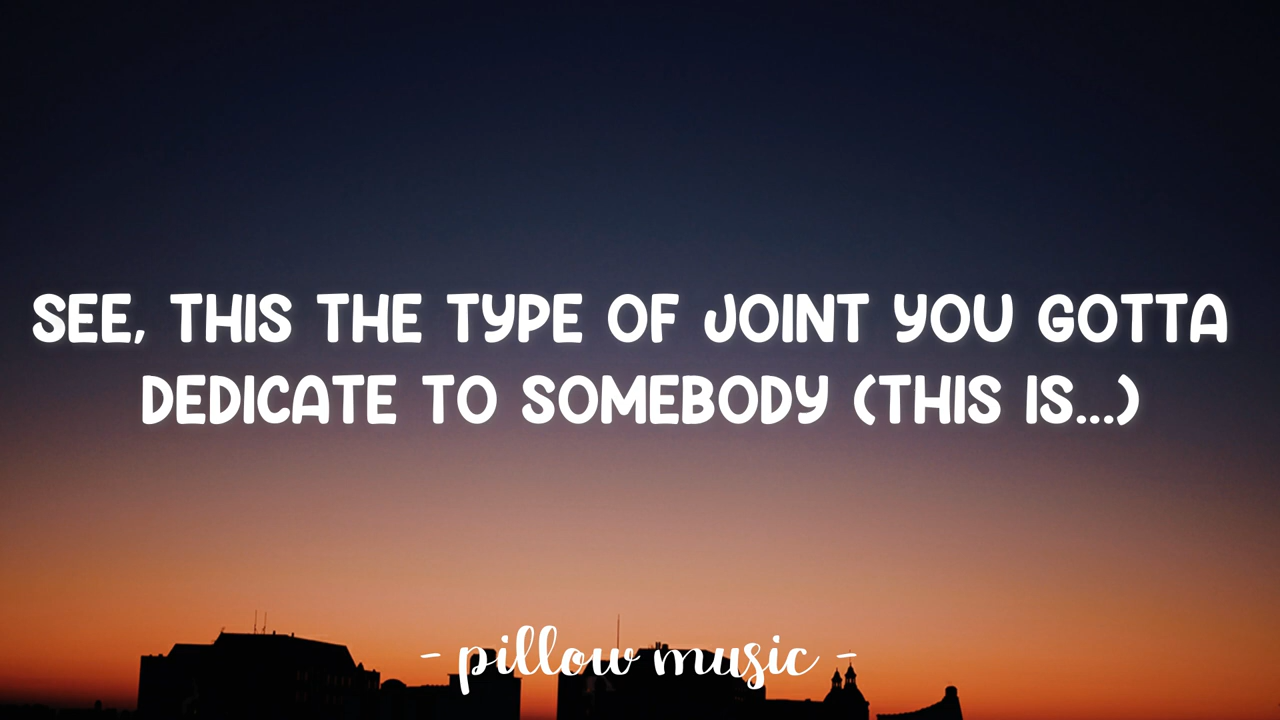 SEE, THIS THE TYPE OF JOINT YOU GOTTA
DEDICATE TO SOMEBODY (THIS IS...)
- pillow music -